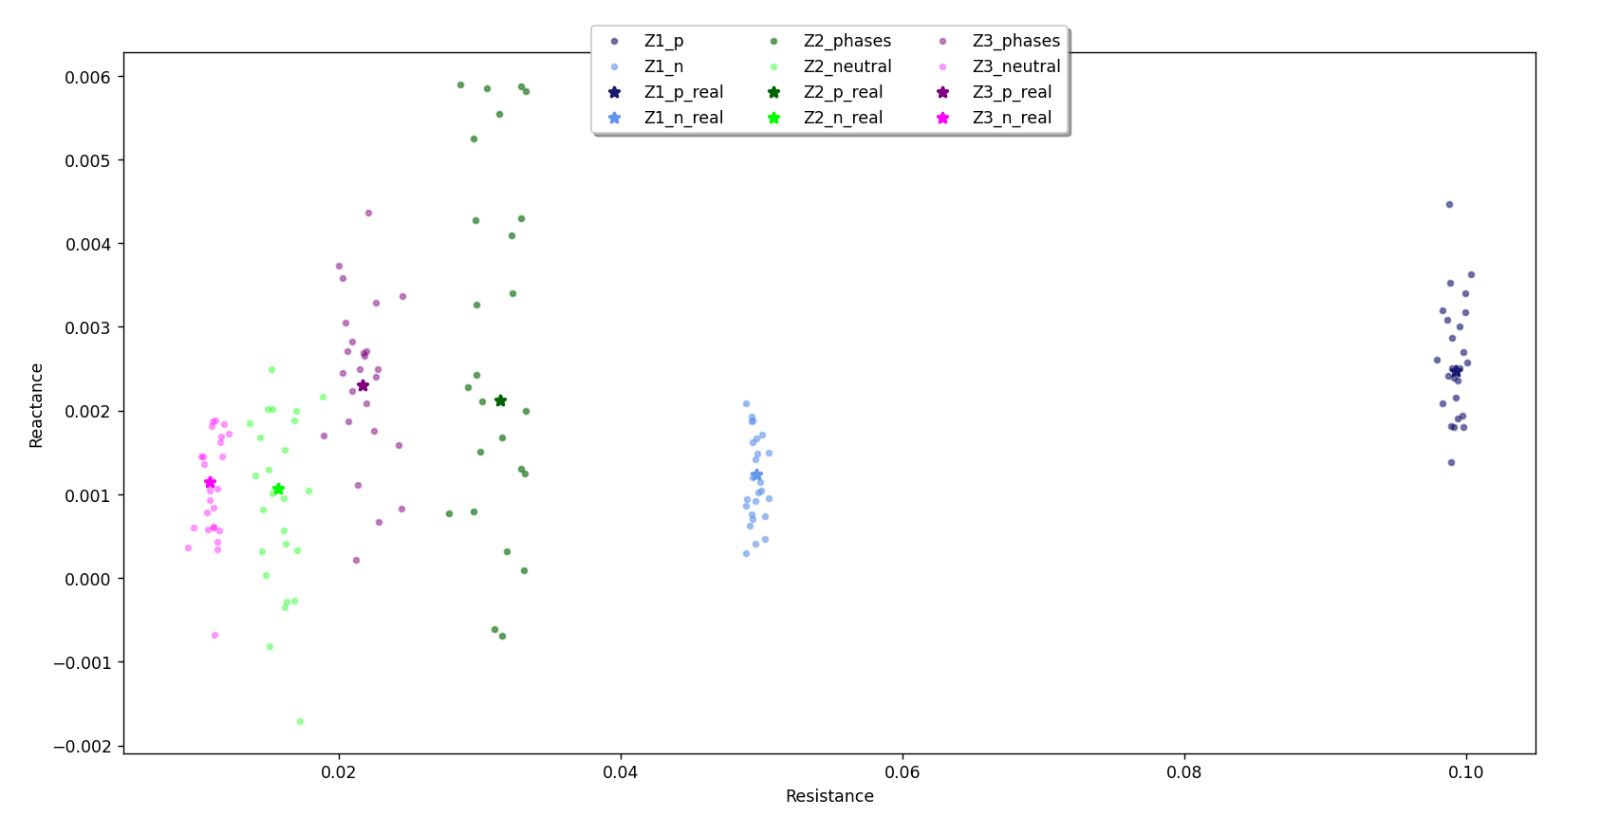 Z1_p Z2_phases Z3_phases
Z1_n Z2_neutral Z3_neutral
Z1_p_real Z2_p_real Z3_p_real
Z1_n_real Z2_n_real Z3_n_real
0.006
0.005
0.004
0.003
0.002
0.001
0.000
−0.001
−0.002
Reactance
0.02 0.04 0.06 0.08 0.10
Resistance